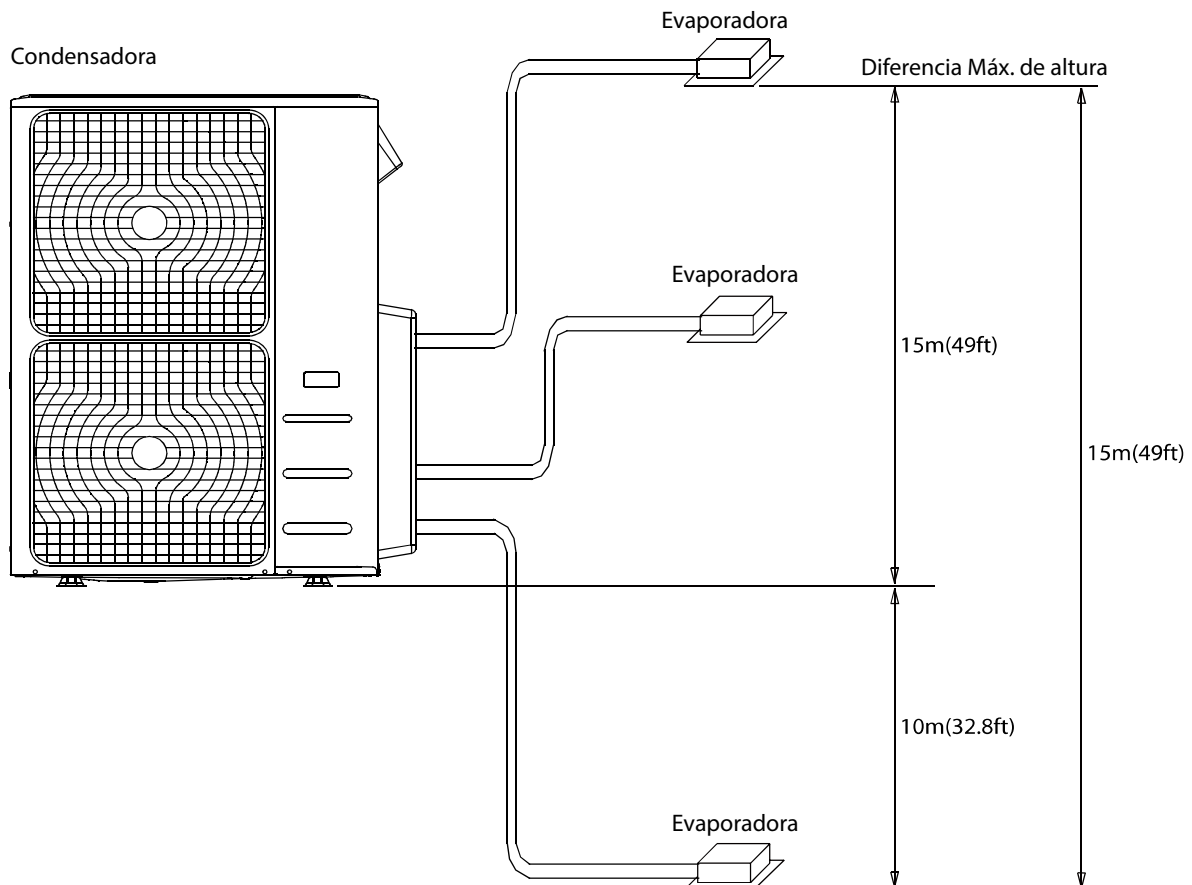 Evaporadora
Condensadora
Diferencia Máx. de altura
Evaporadora
15m(49ft)
15m(49ft)
10m(32.8ft)
Evaporadora